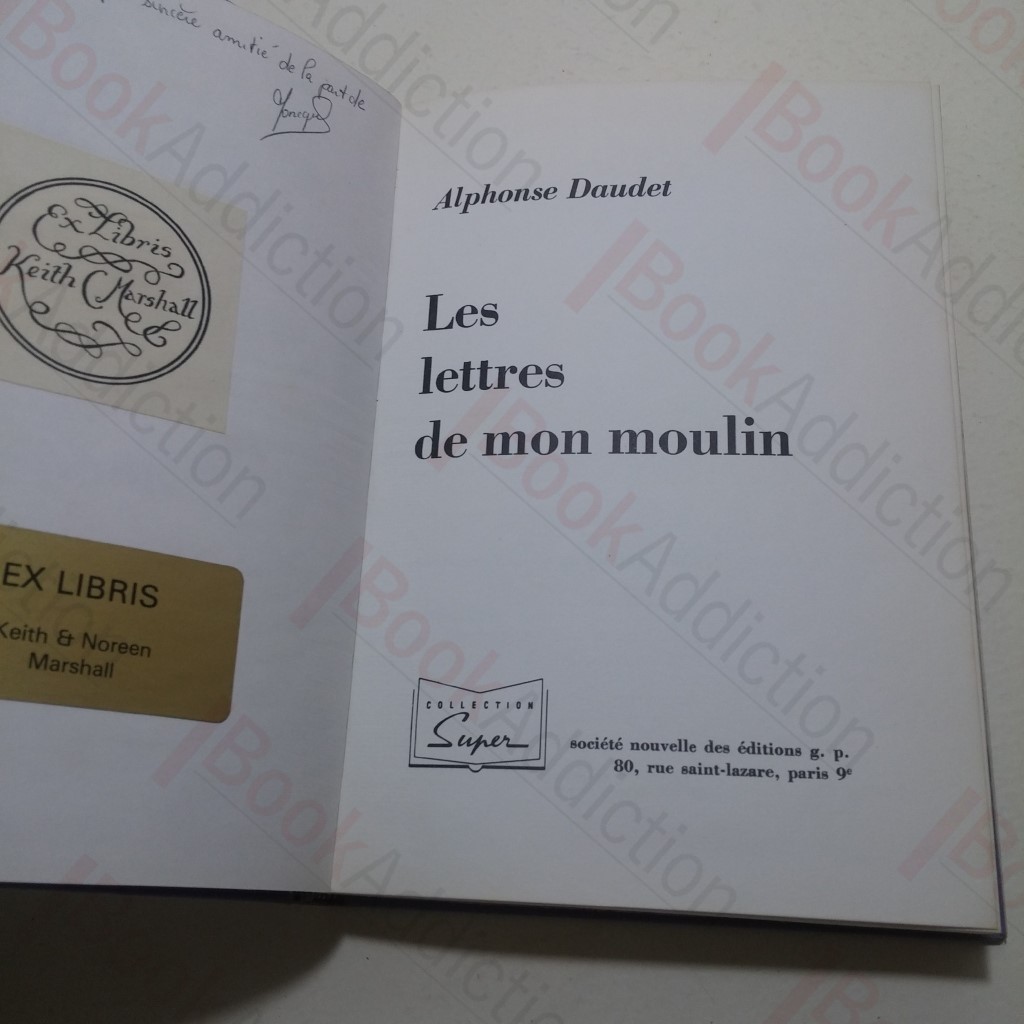 sincère amitié de la part de
Monique
Ex Libris
Keith Marshall
EX LIBRIS
Keith & Noreen
Marshall
Alphonse Daudet
Les
lettres
de mon moulin
COLLECTION
Super
société nouvelle des éditions g. p.
80, rue saint-lazare, paris 9e
BookAddiction